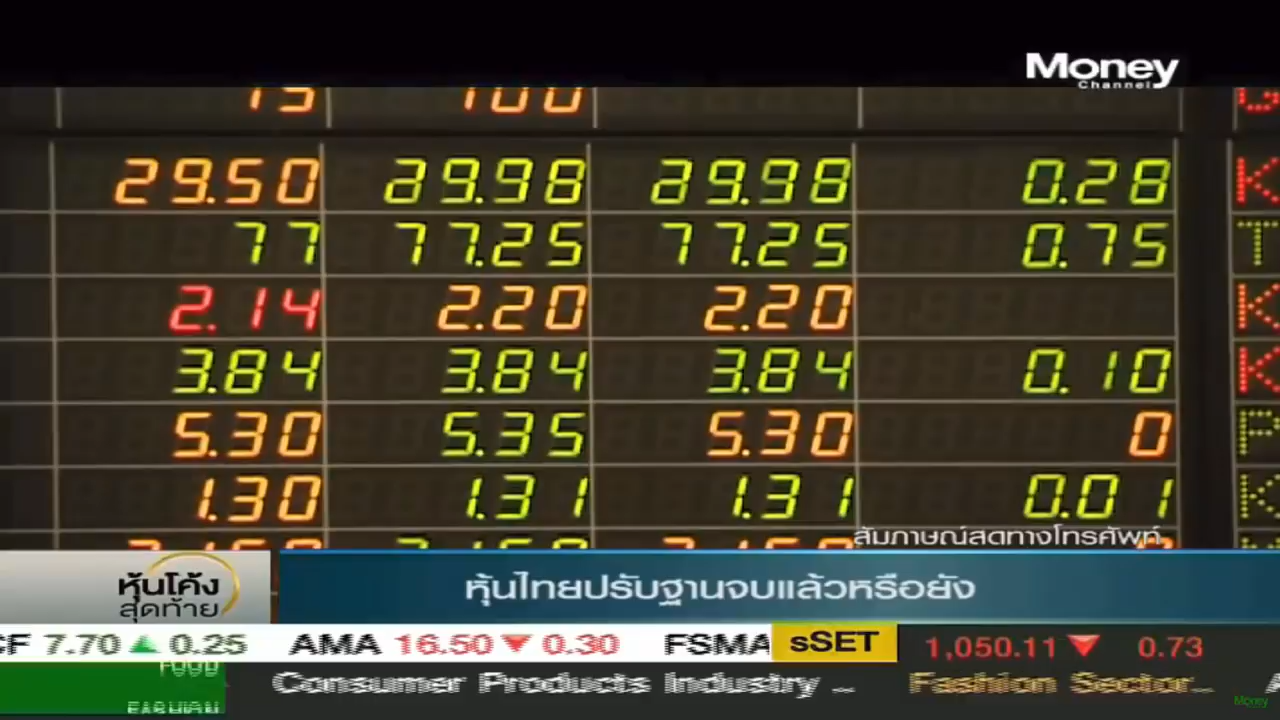 Money
Channel
15 100
29.50 29.98 29.98 0.28 K
77 77.25 77.25 0.75 T
2.14 2.20 2.20 K
3.84 3.84 3.84 0.10 K
5.30 5.35 5.30 0 P
1.30 1.31 1.31 0.01 K
สัมภาษณ์สดทางโทรศัพท์
หุ้นโค้ง
สุดท้าย
หุ้นไทยปรับฐานจบแล้วหรือยัง
CF 7.70 ▲ 0.25 AMA 16.50 ▼ 0.30 FSMA sSET 1,050.11 ▼ 0.73
FOOD
FASHION
Consumer Products Industry .. Fashion Sector..
Money